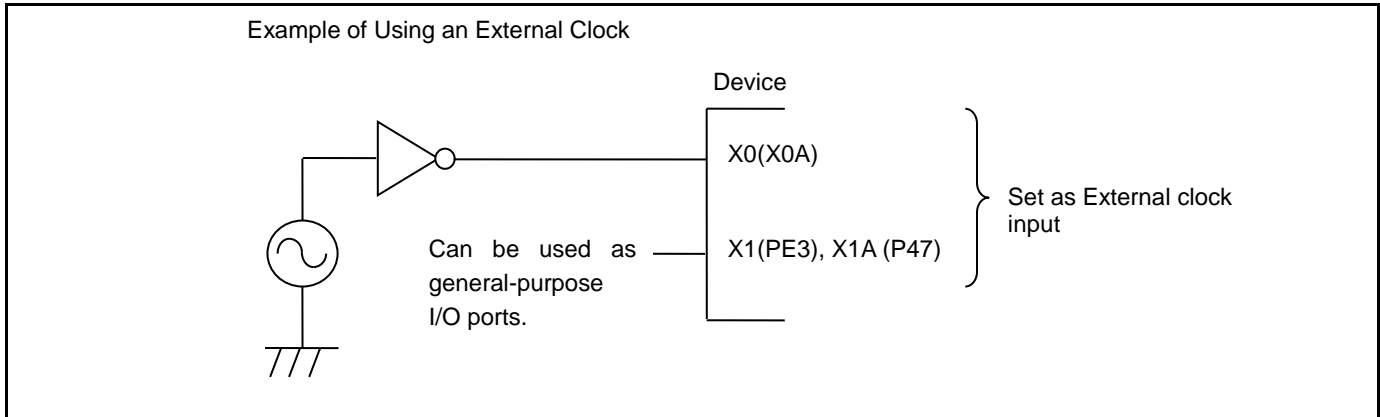 Example of Using an External Clock
Device
X0(X0A)
Set as External clock
input
Can be used as
general-purpose
I/O ports.
X1(PE3), X1A (P47)